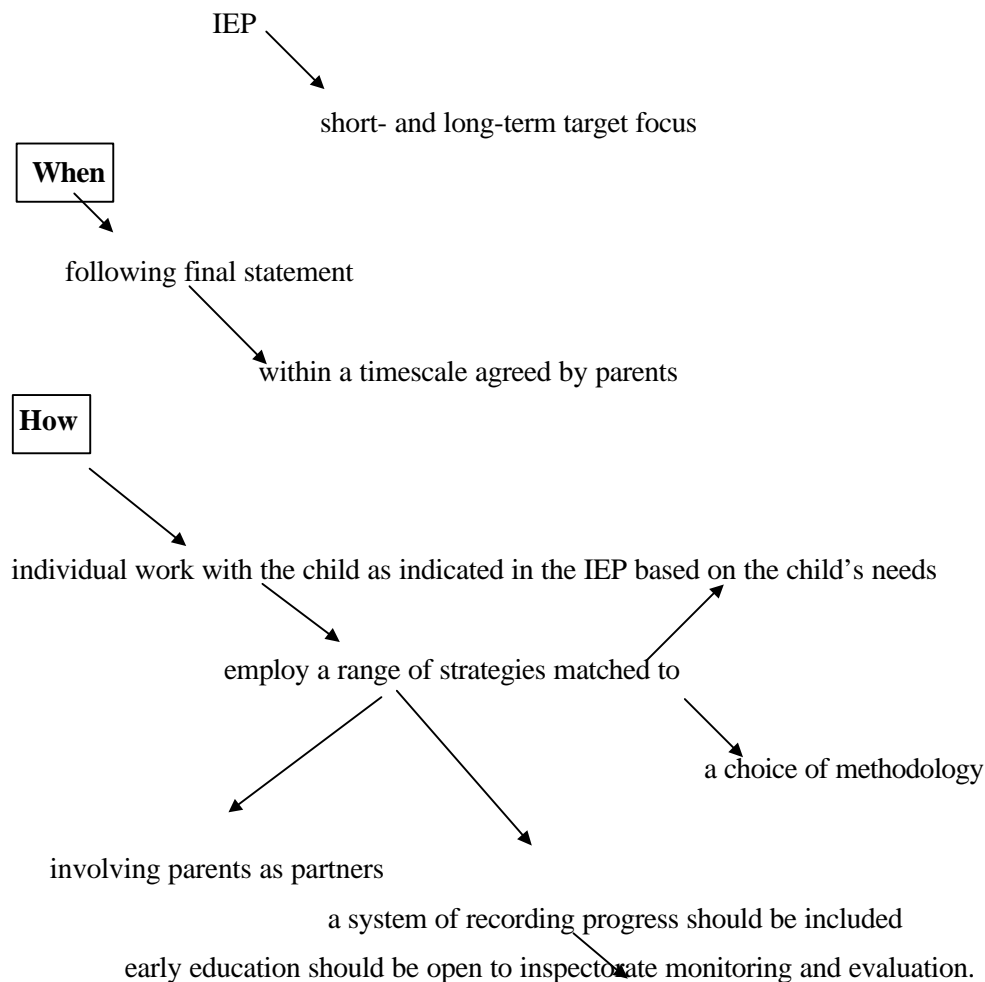 IEP
short- and long-term target focus
When
following final statement
within a timescale agreed by parents
How
individual work with the child as indicated in the IEP based on the child’s needs
employ a range of strategies matched to
a choice of methodology
involving parents as partners
a system of recording progress should be included
early education should be open to inspectorate monitoring and evaluation.